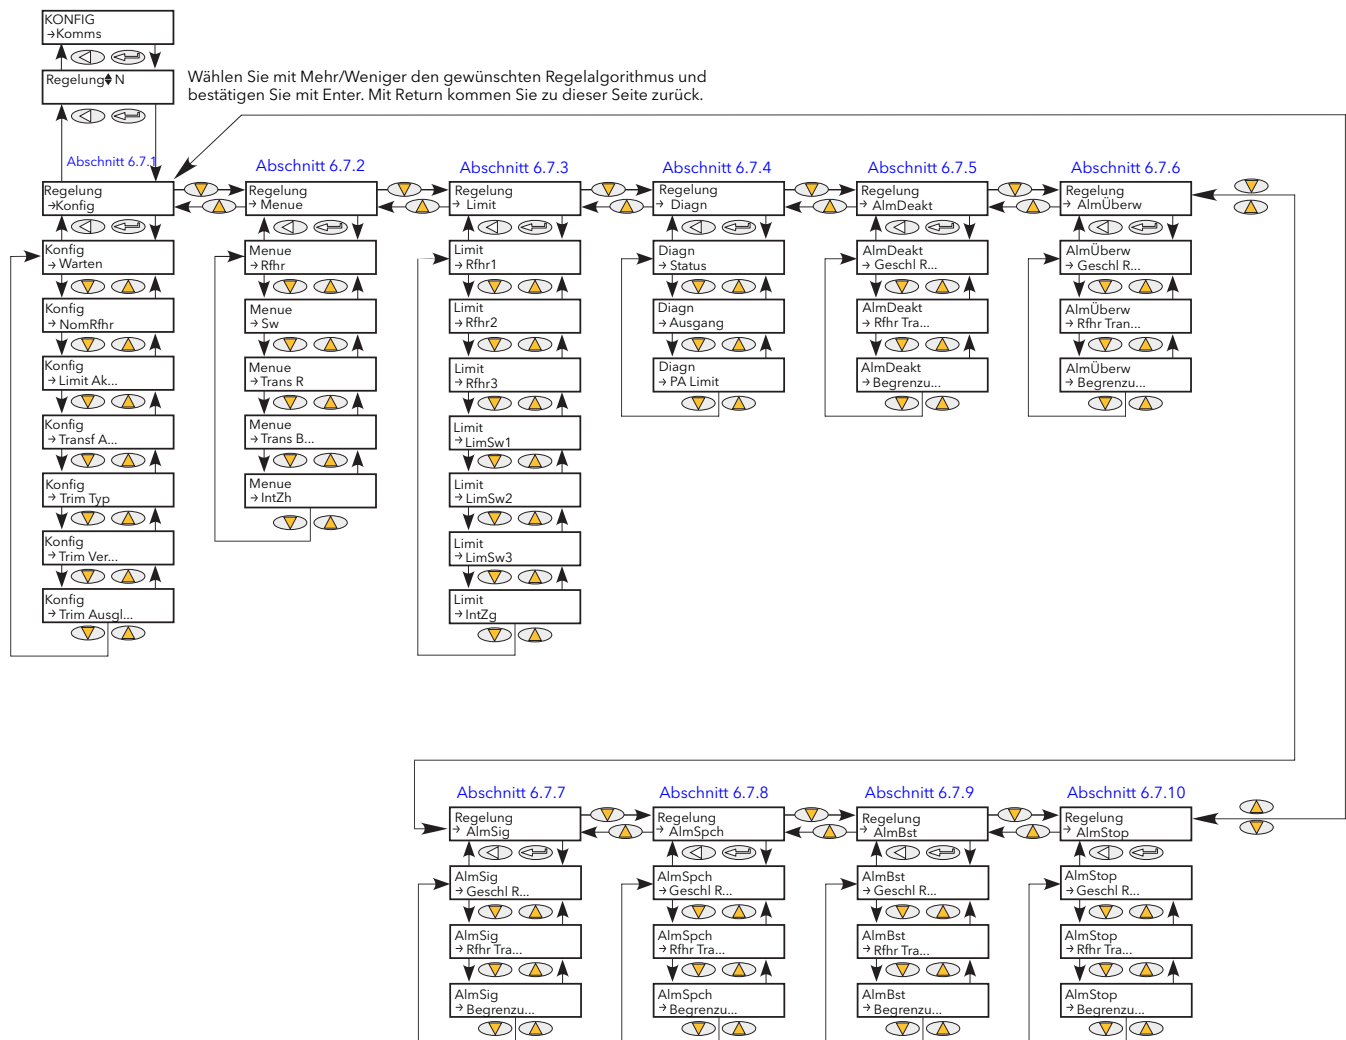 KONFIG
→Komms
Regelung N
Wählen Sie mit Mehr/Weniger den gewünschten Regelalgorithmus und
bestätigen Sie mit Enter. Mit Return kommen Sie zu dieser Seite zurück.
Abschnitt 6.7.1
Regelung
→Konfig
Konfig
→Warten
Konfig
→NomRfhr
Konfig
→Limit Ak...
Konfig
→Transf A...
Konfig
→Trim Typ
Konfig
→Trim Ver...
Konfig
→Trim Ausgl...
Abschnitt 6.7.2
Regelung
→ Menue
Menue
→Rfhr
Menue
→Sw
Menue
→Trans R
Menue
→Trans B...
Menue
→IntZh
Abschnitt 6.7.3
Regelung
→ Limit
Limit
→Rfhr1
Limit
→Rfhr2
Limit
→Rfhr3
Limit
→LimSw1
Limit
→LimSw2
Limit
→LimSw3
Limit
→IntZg
Abschnitt 6.7.4
Regelung
→ Diagn
Diagn
→Status
Diagn
→Ausgang
Diagn
→ PA Limit
Abschnitt 6.7.5
Regelung
→ AlmDeakt
AlmDeakt
→ Geschl R...
AlmDeakt
→ Rfhr Tra...
AlmDeakt
→Begrenzu...
Abschnitt 6.7.6
Regelung
→ AlmÜberw
AlmÜberw
→ Geschl R...
AlmÜberw
→ Rfhr Tran...
AlmÜberw
→ Begrenzu...
Abschnitt 6.7.7
Regelung
→ AlmSig
AlmSig
→ Geschl R...
AlmSig
→ Rfhr Tra...
AlmSig
→ Begrenzu...
Abschnitt 6.7.8
Regelung
→ AlmSpch
AlmSpch
→Geschl R...
AlmSpch
→Rfhr Tra...
AlmSpch
→Begrenzu...
Abschnitt 6.7.9
Regelung
→ AlmBst
AlmBst
→ Geschl R...
AlmBst
→Rfhr Tra...
AlmBst
→Begrenzu...
Abschnitt 6.7.10
Regelung
→ AlmStop
AlmStop
→Geschl R...
AlmStop
→Rfhr Tra...
AlmStop
→Begrenzu...